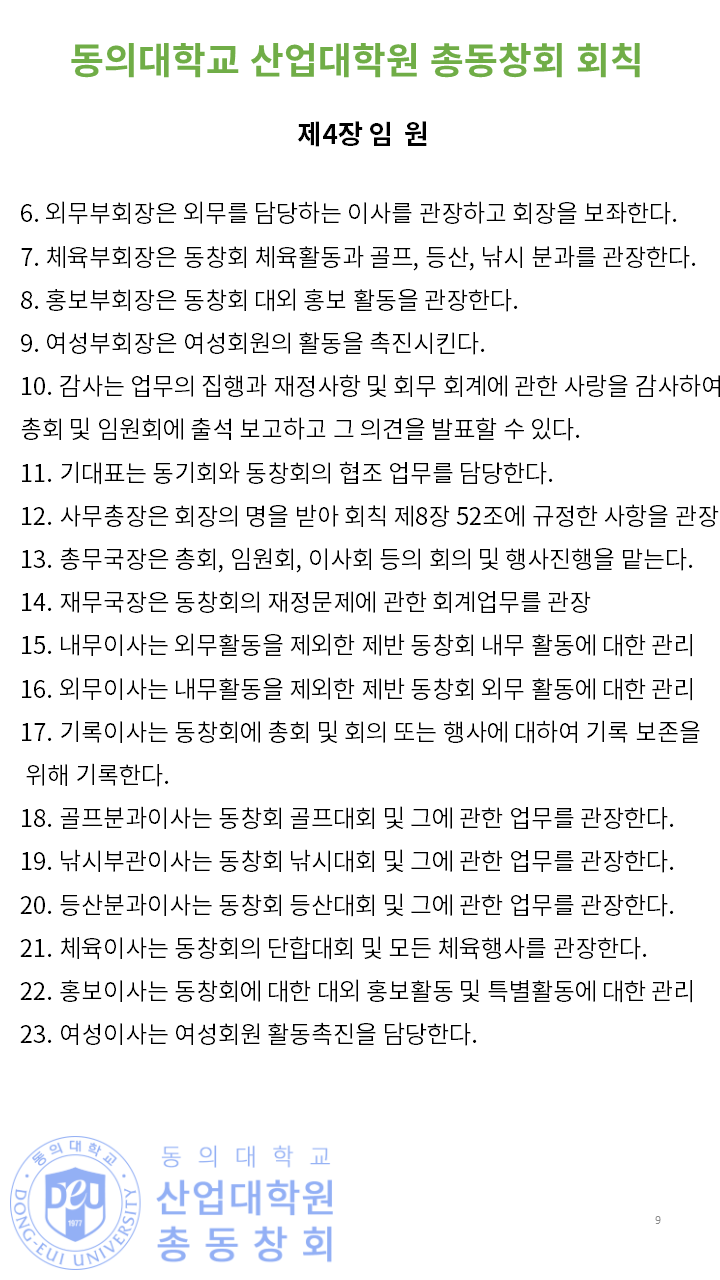 동의대학교 산업대학원 총동창회 회칙
제4장 임 원
6. 외무부회장은 외무를 담당하는 이사를 관장하고 회장을 보좌한다.
7. 체육부회장은 동창회 체육활동과 골프, 등산, 낚시 분과를 관장한다.
8. 홍보부회장은 동창회 대외 홍보 활동을 관장한다.
9. 여성부회장은 여성회원의 활동을 촉진시킨다.
10. 감사는 업무의 집행과 재정사항 및 회무 회계에 관한 사랑을 감사하여
총회 및 임원회에 출석 보고하고 그 의견을 발표할 수 있다.
11. 기대표는 동기회와 동창회의 협조 업무를 담당한다.
12. 사무총장은 회장의 명을 받아 회칙 제8장 52조에 규정한 사항을 관장
13. 총무국장은 총회, 임원회, 이사회 등의 회의 및 행사진행을 맡는다.
14. 재무국장은 동창회의 재정문제에 관한 회계업무를 관장
15. 내무이사는 외무활동을 제외한 제반 동창회 내무 활동에 대한 관리
16. 외무이사는 내무활동을 제외한 제반 동창회 외무 활동에 대한 관리
17. 기록이사는 동창회에 총회 및 회의 또는 행사에 대하여 기록 보존을
위해 기록한다.
18. 골프분과이사는 동창회 골프대회 및 그에 관한 업무를 관장한다.
19. 낚시부관이사는 동창회 낚시대회 및 그에 관한 업무를 관장한다.
20. 등산분과이사는 동창회 등산대회 및 그에 관한 업무를 관장한다.
21. 체육이사는 동창회의 단합대회 및 모든 체육행사를 관장한다.
22. 홍보이사는 동창회에 대한 대외 홍보활동 및 특별활동에 대한 관리
23. 여성이사는 여성회원 활동촉진을 담당한다.
동의대학교
DEU
1977
DONG-EUI UNIVERSITY
동 의 대 학 교
산업대학원
총 동 창 회
9